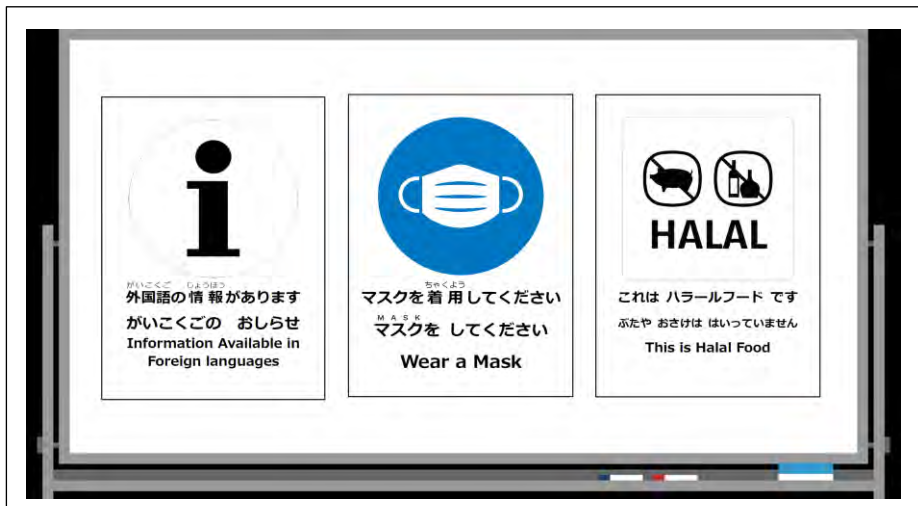 i
がいこくご しょうほう
外国語の情報があります
がいこくごの おしらせ
Information Available in
Foreign languages
ちゃくよう
マスクを着用してください
MASK
マスクを してください
Wear a Mask
HALAL
これは ハラールフード です
ぶたや おさけは はいっていません
This is Halal Food